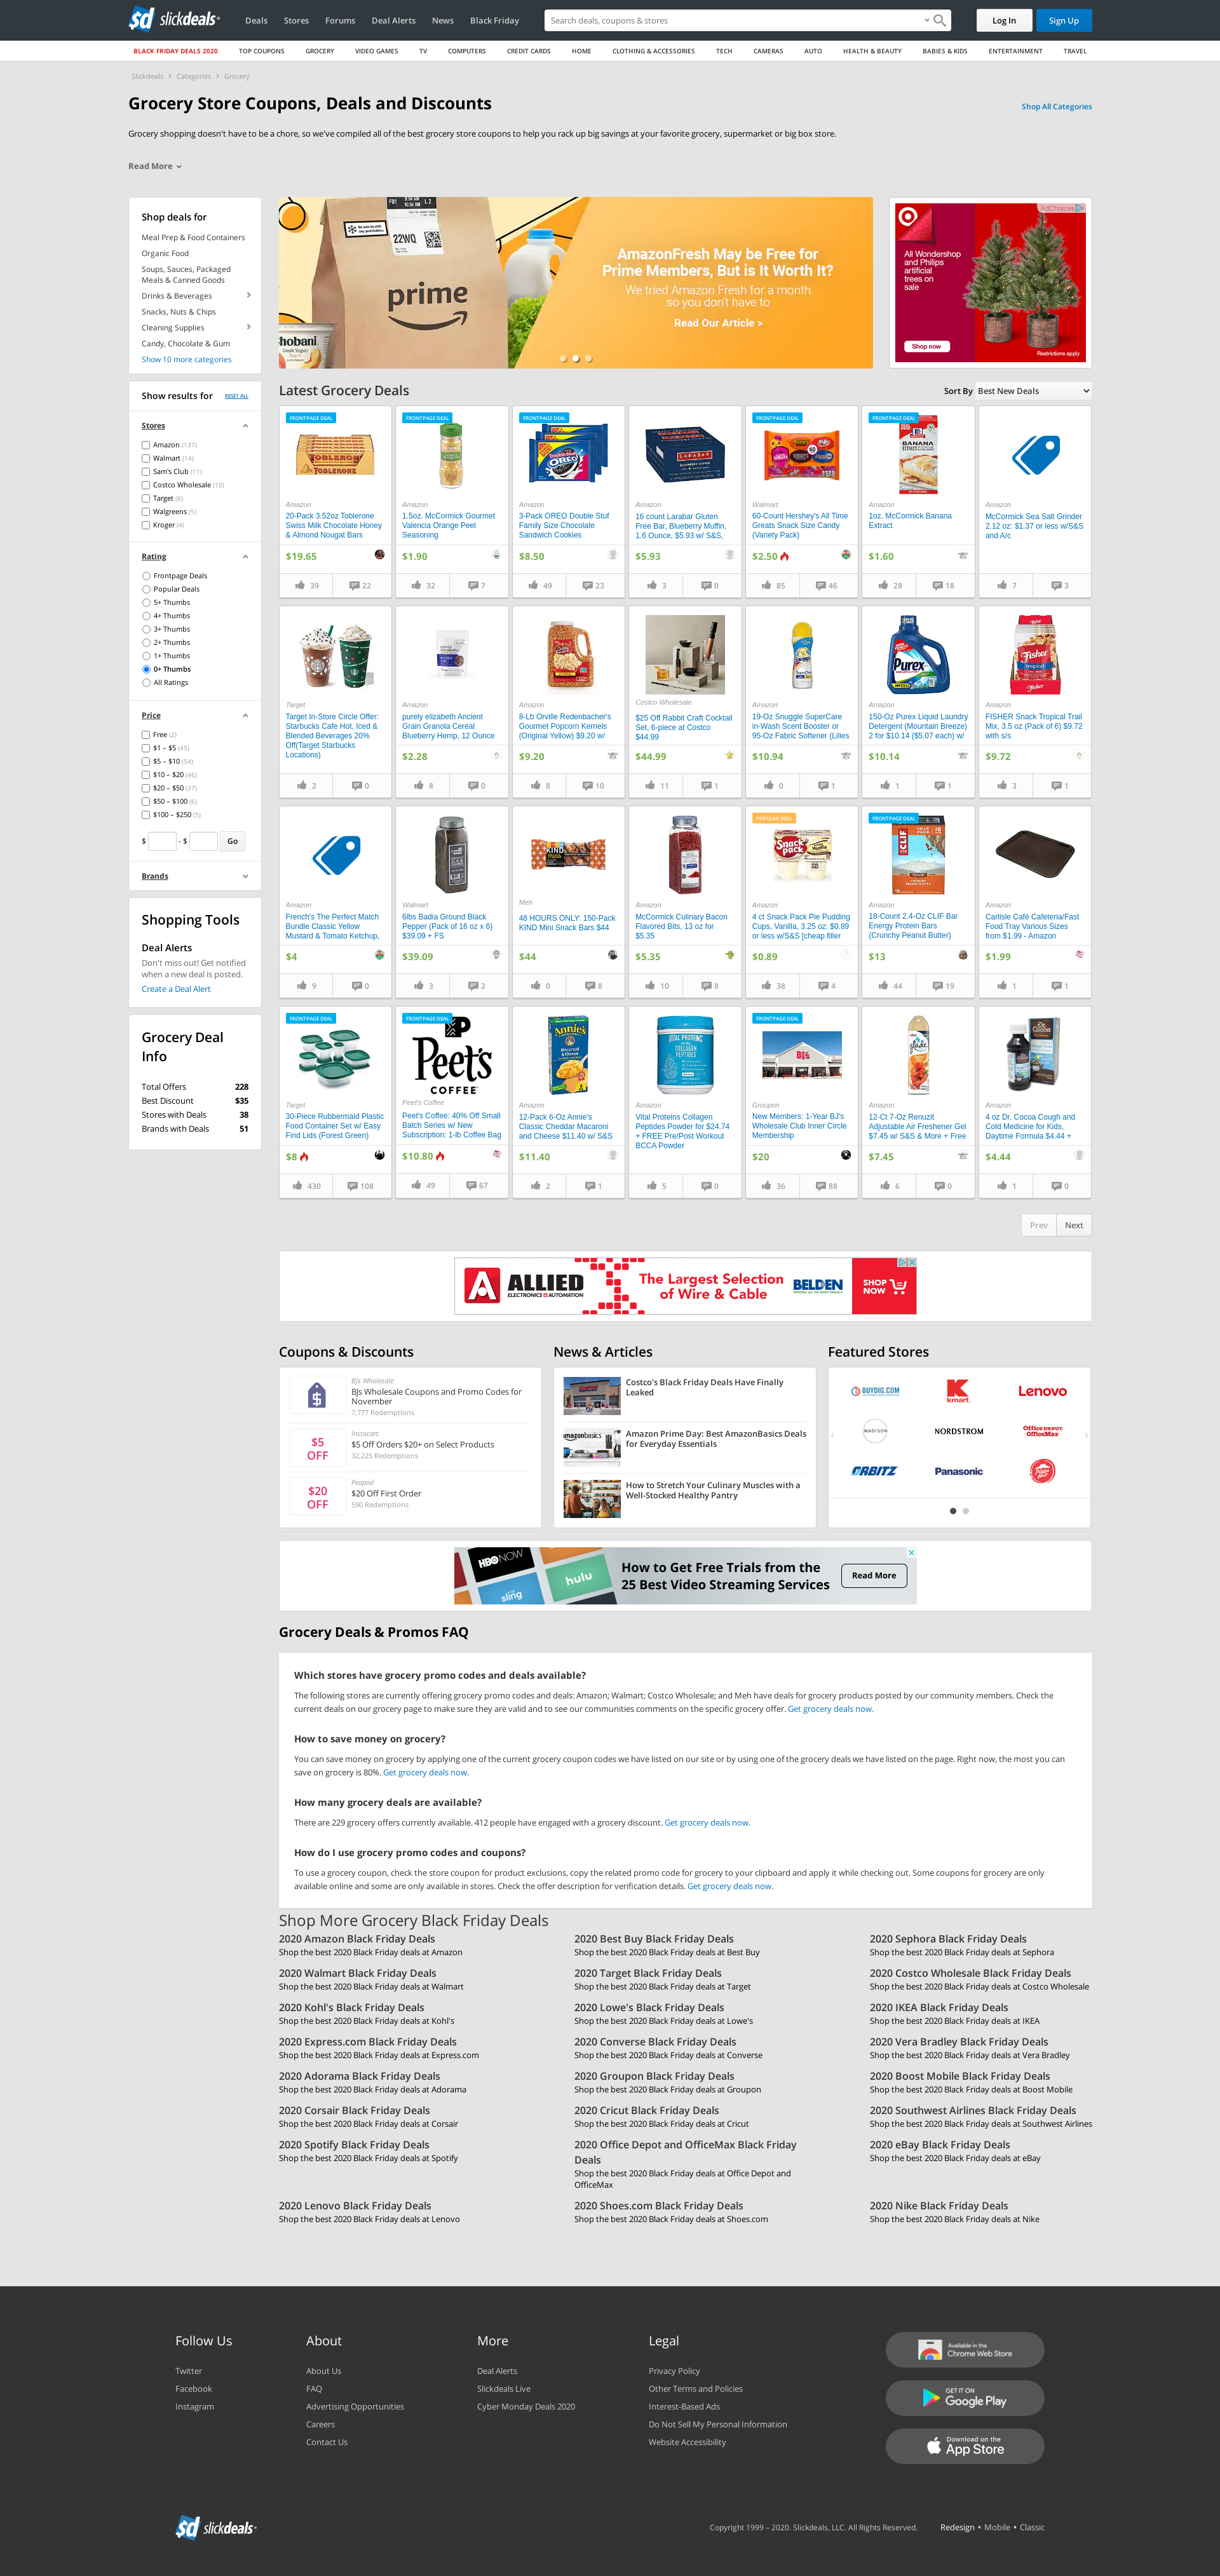 slickdeals
Deals
Stores
Forums
Deal Alerts
News
Black Friday
Search deals, coupons & stores
Log In
Sign Up
BLACK FRIDAY DEALS 2020
TOP COUPONS
GROCERY
VIDEO GAMES
TV
COMPUTERS
CREDIT CARDS
HOME
CLOTHING & ACCESSORIES
TECH
CAMERAS
AUTO
HEALTH & BEAUTY
BABIES & KIDS
ENTERTAINMENT
TRAVEL
Slickdeals › Categories › Grocery
Grocery Store Coupons, Deals and Discounts
Shop All Categories
Grocery shopping doesn't have to be a chore, so we've compiled all of the best grocery store coupons to help you rack up big savings at your favorite grocery, supermarket or big box store.
Read More
Shop deals for
Meal Prep & Food Containers
Organic Food
Soups, Sauces, Packaged
Meals & Canned Goods
Drinks & Beverages
Snacks, Nuts & Chips
Cleaning Supplies
Candy, Chocolate & Gum
Show 10 more categories
Show results for
RESET ALL
Stores
Amazon (137)
Walmart (14)
Sam's Club (11)
Costco Wholesale (10)
Target (6)
Walgreens (5)
Kroger (4)
Rating
Frontpage Deals
Popular Deals
5+ Thumbs
4+ Thumbs
3+ Thumbs
2+ Thumbs
1+ Thumbs
0+ Thumbs
All Ratings
Price
Free (2)
$1 – $5 (45)
$5 – $10 (54)
$10 – $20 (46)
$20 – $50 (37)
$50 – $100 (6)
$100 – $250 (5)
$ - $ Go
Brands
Shopping Tools
Deal Alerts
Don't miss out! Get notified
when a new deal is posted.
Create a Deal Alert
Grocery Deal
Info
Total Offers 228
Best Discount $35
Stores with Deals 38
Brands with Deals 51
22WQ
prime
Chobani
AmazonFresh May be Free for
Prime Members, But is It Worth It?
We tried Amazon Fresh for a month
so you don't have to
Read Our Article >
AdChoices
All Wondershop
and Philips
artificial
trees on
sale
Shop now
Restrictions apply
Latest Grocery Deals
Sort By Best New Deals
FRONTPAGE DEAL
Amazon
20-Pack 3.52oz Toblerone
Swiss Milk Chocolate Honey
& Almond Nougat Bars
$19.65
39
22
FRONTPAGE DEAL
Amazon
1.5oz. McCormick Gourmet
Valencia Orange Peel
Seasoning
$1.90
32
7
FRONTPAGE DEAL
OREO
Amazon
3-Pack OREO Double Stuf
Family Size Chocolate
Sandwich Cookies
$8.50
49
23
LARABAR
Amazon
16 count Larabar Gluten
Free Bar, Blueberry Muffin,
1.6 Ounce, $5.93 w/ S&S,
$5.93
3
0
FRONTPAGE DEAL
Walmart
60-Count Hershey's All Time
Greats Snack Size Candy
(Variety Pack)
$2.50
85
46
FRONTPAGE DEAL
BANANA
Amazon
1oz. McCormick Banana
Extract
$1.60
28
18
Amazon
McCormick Sea Salt Grinder
2.12 oz: $1.37 or less w/S&S
and A/c
7
3
Target
Target In-Store Circle Offer:
Starbucks Cafe Hot, Iced &
Blended Beverages 20%
Off(Target Starbucks
Locations)
2
0
Amazon
purely elizabeth Ancient
Grain Granola Cereal
Blueberry Hemp, 12 Ounce
$2.28
8
0
Amazon
8-Lb Orville Redenbacher's
Gourmet Popcorn Kernels
(Original Yellow) $9.20 w/
$9.20
8
10
Costco Wholesale
$25 Off Rabbit Craft Cocktail
Set, 6-piece at Costco
$44.99
$44.99
11
1
Snuggle
Amazon
19-Oz Snuggle SuperCare
in-Wash Scent Booster or
95-Oz Fabric Softener (Lilies
$10.94
0
1
Purex
Amazon
150-Oz Purex Liquid Laundry
Detergent (Mountain Breeze)
2 for $10.14 ($5.07 each) w/
$10.14
1
1
Fisher
Amazon
FISHER Snack Tropical Trail
Mix, 3.5 oz (Pack of 6) $9.72
with s/s
$9.72
3
1
Amazon
French's The Perfect Match
Bundle Classic Yellow
Mustard & Tomato Ketchup,
$4
9
0
Walmart
6lbs Badia Ground Black
Pepper (Pack of 16 oz x 6)
$39.09 + FS
$39.09
3
2
KIND
Meh
48 HOURS ONLY: 150-Pack
KIND Mini Snack Bars $44
$44
0
8
Amazon
McCormick Culinary Bacon
Flavored Bits, 13 oz for
$5.35
$5.35
10
8
POPULAR DEAL
Snack pack
Amazon
4 ct Snack Pack Pie Pudding
Cups, Vanilla, 3.25 oz: $0.89
or less w/S&S [cheap filler
$0.89
38
4
FRONTPAGE DEAL
CLIF BAR
Amazon
18-Count 2.4-Oz CLIF Bar
Energy Protein Bars
(Crunchy Peanut Butter)
$13
44
19
Amazon
Carlisle Café Cafeteria/Fast
Food Tray Various Sizes
from $1.99 - Amazon
$1.99
1
1
FRONTPAGE DEAL
Target
30-Piece Rubbermaid Plastic
Food Container Set w/ Easy
Find Lids (Forest Green)
$8
430
108
FRONTPAGE DEAL
Peet's
COFFEE
Peet's Coffee
Peet's Coffee: 40% Off Small
Batch Series w/ New
Subscription: 1-lb Coffee Bag
$10.80
49
67
Annie's
Amazon
12-Pack 6-Oz Annie's
Classic Cheddar Macaroni
and Cheese $11.40 w/ S&S
$11.40
2
1
VITAL PROTEINS
COLLAGEN
PEPTIDES
Amazon
Vital Proteins Collagen
Peptides Powder for $24.74
+ FREE Pre/Post Workout
BCCA Powder
5
0
FRONTPAGE DEAL
BJ's
Groupon
New Members: 1-Year BJ's
Wholesale Club Inner Circle
Membership
$20
36
88
glade
Amazon
12-Ct 7-Oz Renuzit
Adjustable Air Freshener Gel
$7.45 w/ S&S & More + Free
$7.45
6
0
Amazon
4 oz Dr. Cocoa Cough and
Cold Medicine for Kids,
Daytime Formula $4.44 +
$4.44
1
0
Prev
Next
ALLIED
ELECTRONICS & AUTOMATION
The Largest Selection
of Wire & Cable
BELDEN
SHOP
NOW
Coupons & Discounts
BJs Wholesale
BJs Wholesale Coupons and Promo Codes for
November
7,777 Redemptions
$5
OFF
Instacart
$5 Off Orders $20+ on Select Products
32,225 Redemptions
$20
OFF
Peapod
$20 Off First Order
590 Redemptions
News & Articles
Costco's Black Friday Deals Have Finally
Leaked
amazonbasics
Amazon Prime Day: Best AmazonBasics Deals
for Everyday Essentials
How to Stretch Your Culinary Muscles with a
Well-Stocked Healthy Pantry
Featured Stores
BUYDIG.COM
kmart
Lenovo
MADISON
NORDSTROM
Office DEPOT
OfficeMax
ORBITZ
Panasonic
HBO NOW
sling
hulu
How to Get Free Trials from the
25 Best Video Streaming Services
Read More
Grocery Deals & Promos FAQ
Which stores have grocery promo codes and deals available?
The following stores are currently offering grocery promo codes and deals: Amazon; Walmart; Costco Wholesale; and Meh have deals for grocery products posted by our community members. Check the
current deals on our grocery page to make sure they are valid and to see our communities comments on the specific grocery offer. Get grocery deals now.
How to save money on grocery?
You can save money on grocery by applying one of the current grocery coupon codes we have listed on our site or by using one of the grocery deals we have listed on the page. Right now, the most you can
save on grocery is 80%. Get grocery deals now.
How many grocery deals are available?
There are 229 grocery offers currently available. 412 people have engaged with a grocery discount. Get grocery deals now.
How do I use grocery promo codes and coupons?
To use a grocery coupon, check the store coupon for product exclusions, copy the related promo code for grocery to your clipboard and apply it while checking out. Some coupons for grocery are only
available online and some are only available in stores. Check the offer description for verification details. Get grocery deals now.
Shop More Grocery Black Friday Deals
2020 Amazon Black Friday Deals
Shop the best 2020 Black Friday deals at Amazon
2020 Best Buy Black Friday Deals
Shop the best 2020 Black Friday deals at Best Buy
2020 Sephora Black Friday Deals
Shop the best 2020 Black Friday deals at Sephora
2020 Walmart Black Friday Deals
Shop the best 2020 Black Friday deals at Walmart
2020 Target Black Friday Deals
Shop the best 2020 Black Friday deals at Target
2020 Costco Wholesale Black Friday Deals
Shop the best 2020 Black Friday deals at Costco Wholesale
2020 Kohl's Black Friday Deals
Shop the best 2020 Black Friday deals at Kohl's
2020 Lowe's Black Friday Deals
Shop the best 2020 Black Friday deals at Lowe's
2020 IKEA Black Friday Deals
Shop the best 2020 Black Friday deals at IKEA
2020 Express.com Black Friday Deals
Shop the best 2020 Black Friday deals at Express.com
2020 Converse Black Friday Deals
Shop the best 2020 Black Friday deals at Converse
2020 Vera Bradley Black Friday Deals
Shop the best 2020 Black Friday deals at Vera Bradley
2020 Adorama Black Friday Deals
Shop the best 2020 Black Friday deals at Adorama
2020 Groupon Black Friday Deals
Shop the best 2020 Black Friday deals at Groupon
2020 Boost Mobile Black Friday Deals
Shop the best 2020 Black Friday deals at Boost Mobile
2020 Corsair Black Friday Deals
Shop the best 2020 Black Friday deals at Corsair
2020 Cricut Black Friday Deals
Shop the best 2020 Black Friday deals at Cricut
2020 Southwest Airlines Black Friday Deals
Shop the best 2020 Black Friday deals at Southwest Airlines
2020 Spotify Black Friday Deals
Shop the best 2020 Black Friday deals at Spotify
2020 Office Depot and OfficeMax Black Friday
Deals
Shop the best 2020 Black Friday deals at Office Depot and
OfficeMax
2020 eBay Black Friday Deals
Shop the best 2020 Black Friday deals at eBay
2020 Lenovo Black Friday Deals
Shop the best 2020 Black Friday deals at Lenovo
2020 Shoes.com Black Friday Deals
Shop the best 2020 Black Friday deals at Shoes.com
2020 Nike Black Friday Deals
Shop the best 2020 Black Friday deals at Nike
Follow Us
Twitter
Facebook
Instagram
About
About Us
FAQ
Advertising Opportunities
Careers
Contact Us
More
Deal Alerts
Slickdeals Live
Cyber Monday Deals 2020
Legal
Privacy Policy
Other Terms and Policies
Interest-Based Ads
Do Not Sell My Personal Information
Website Accessibility
Available in the
Chrome Web Store
GET IT ON
Google Play
Download on the
App Store
slickdeals
Copyright 1999 – 2020. Slickdeals, LLC. All Rights Reserved.
Redesign • Mobile • Classic